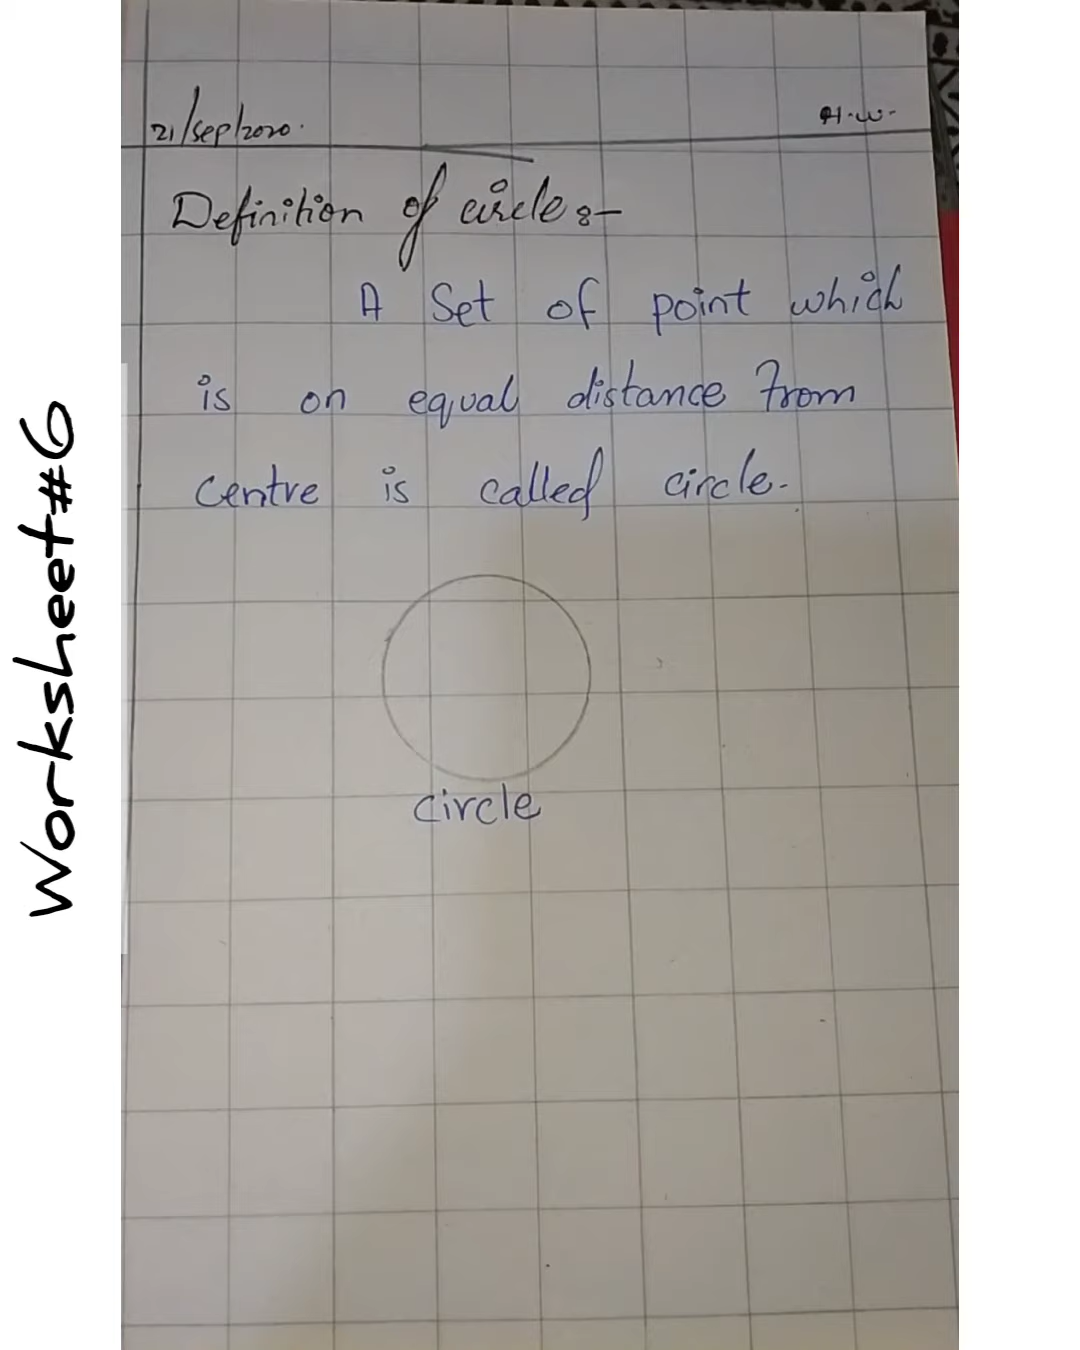 Worksheet#6
21/sep/2020.
H.W.
Definition of circle:-
A Set of point which
is on equal distance from
centre is called circle.
circle